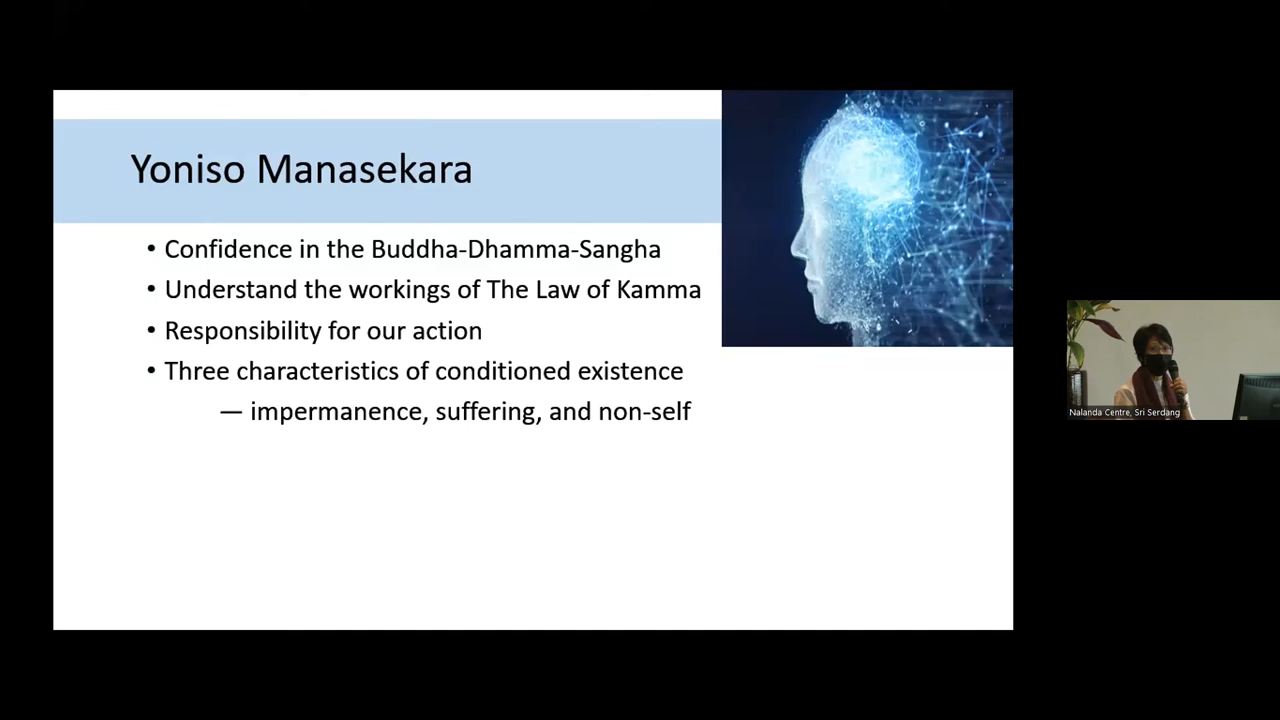 Yoniso Manasekara
• Confidence in the Buddha-Dhamma-Sangha
• Understand the workings of The Law of Kamma
• Responsibility for our action
• Three characteristics of conditioned existence
— impermanence, suffering, and non-self
Nalanda Centre, Sri Serdang